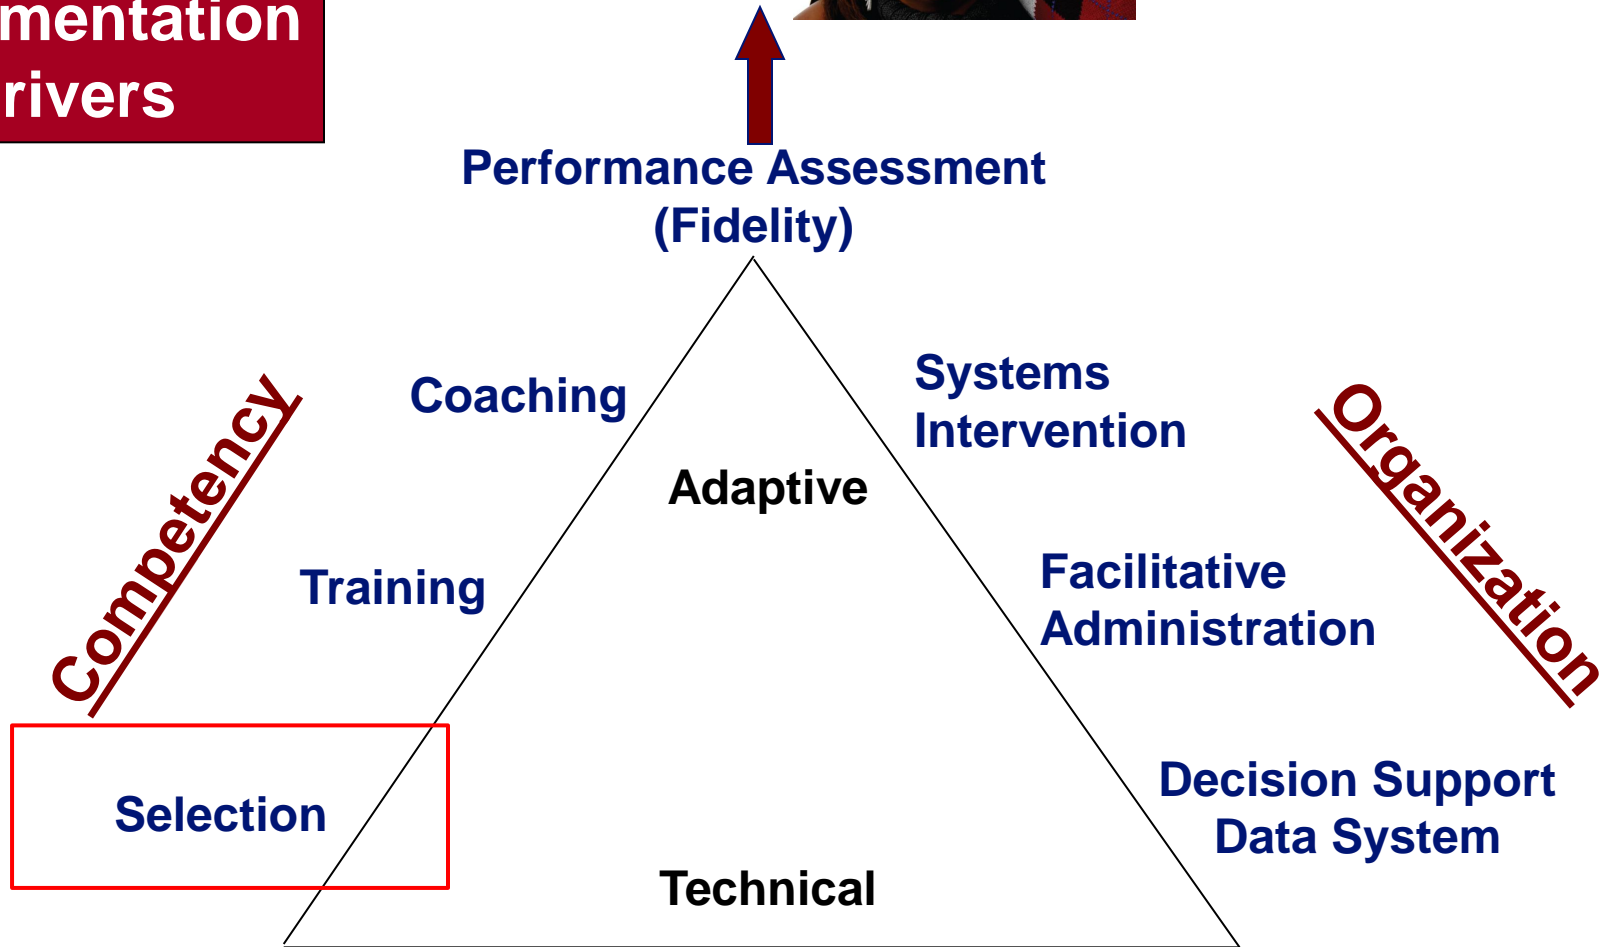 mentation
rivers
Performance Assessment
(Fidelity)
Coaching
Systems
Intervention
Adaptive
Competency
Organization
Training
Facilitative
Administration
Selection
Decision Support
Data System
Technical